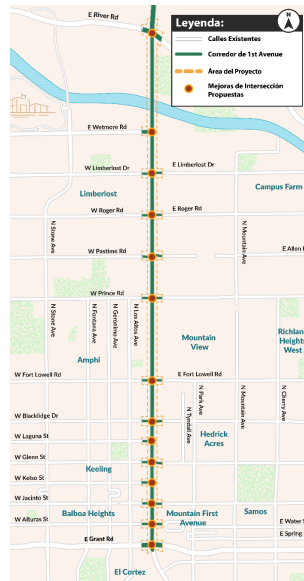 E River Rd
Leyenda:
N
Calles Existentes
Corredor de 1st Avenue
Área del Proyecto
Mejoras de Intersección
Propuestas
E Wetmore Rd
W Limberlost Dr
E Limberlost Dr
Limberlost
Campus Farm
W Roger Rd
E Roger Rd
N Stone Ave
N Mountain Ave
W Pastime Rd
E Allen
W Prince Rd
N Stone Ave
N Fontana Ave
N Geronimo Ave
N Los Altos Ave
Mountain
View
Richland
Heights
West
Amphi
W Fort Lowell Rd
E Fort Lowell Rd
N Park Ave
N Mountain Ave
N Cherry Ave
N Tyndall Ave
W Blacklidge Dr
Hedrick
Acres
W Laguna St
W Glenn St
Keeling
W Kelso St
W Jacinto St
Balboa Heights
Mountain First
Avenue
Samos
W Alturas St
E Water
E Spring
E Grant Rd
El Cortez